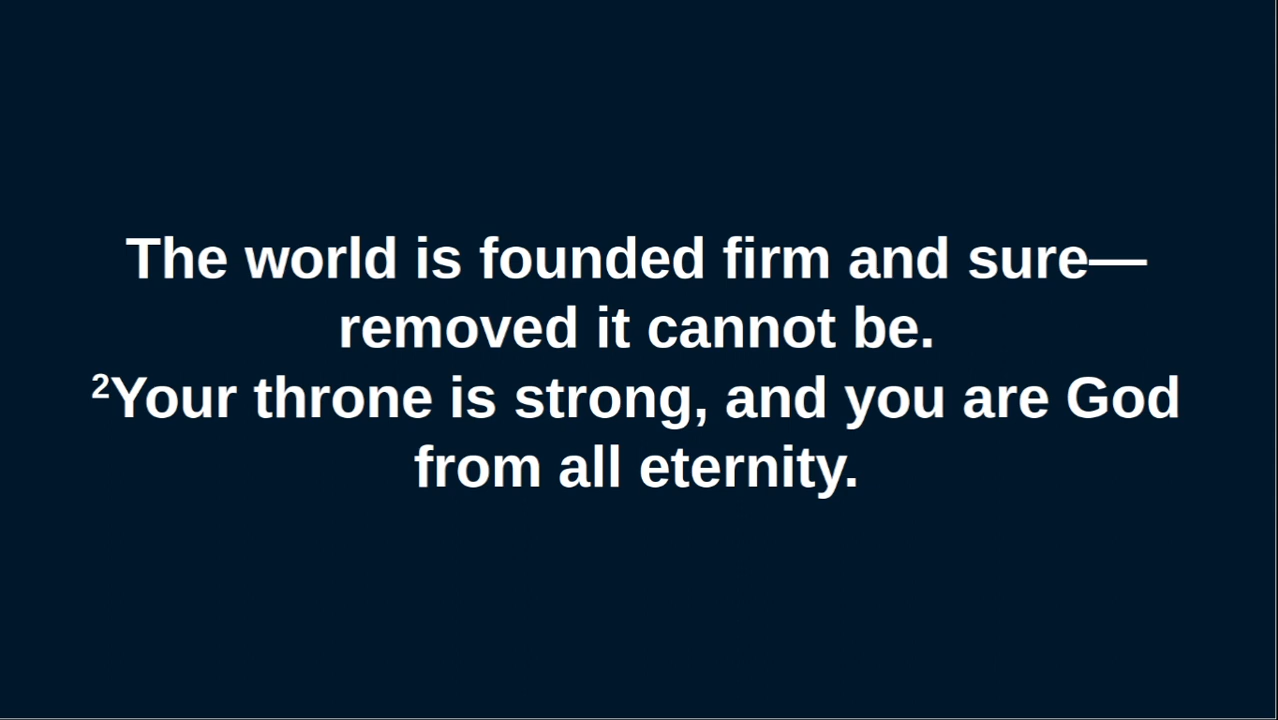 The world is founded firm and sure—
removed it cannot be.
²Your throne is strong, and you are God
from all eternity.